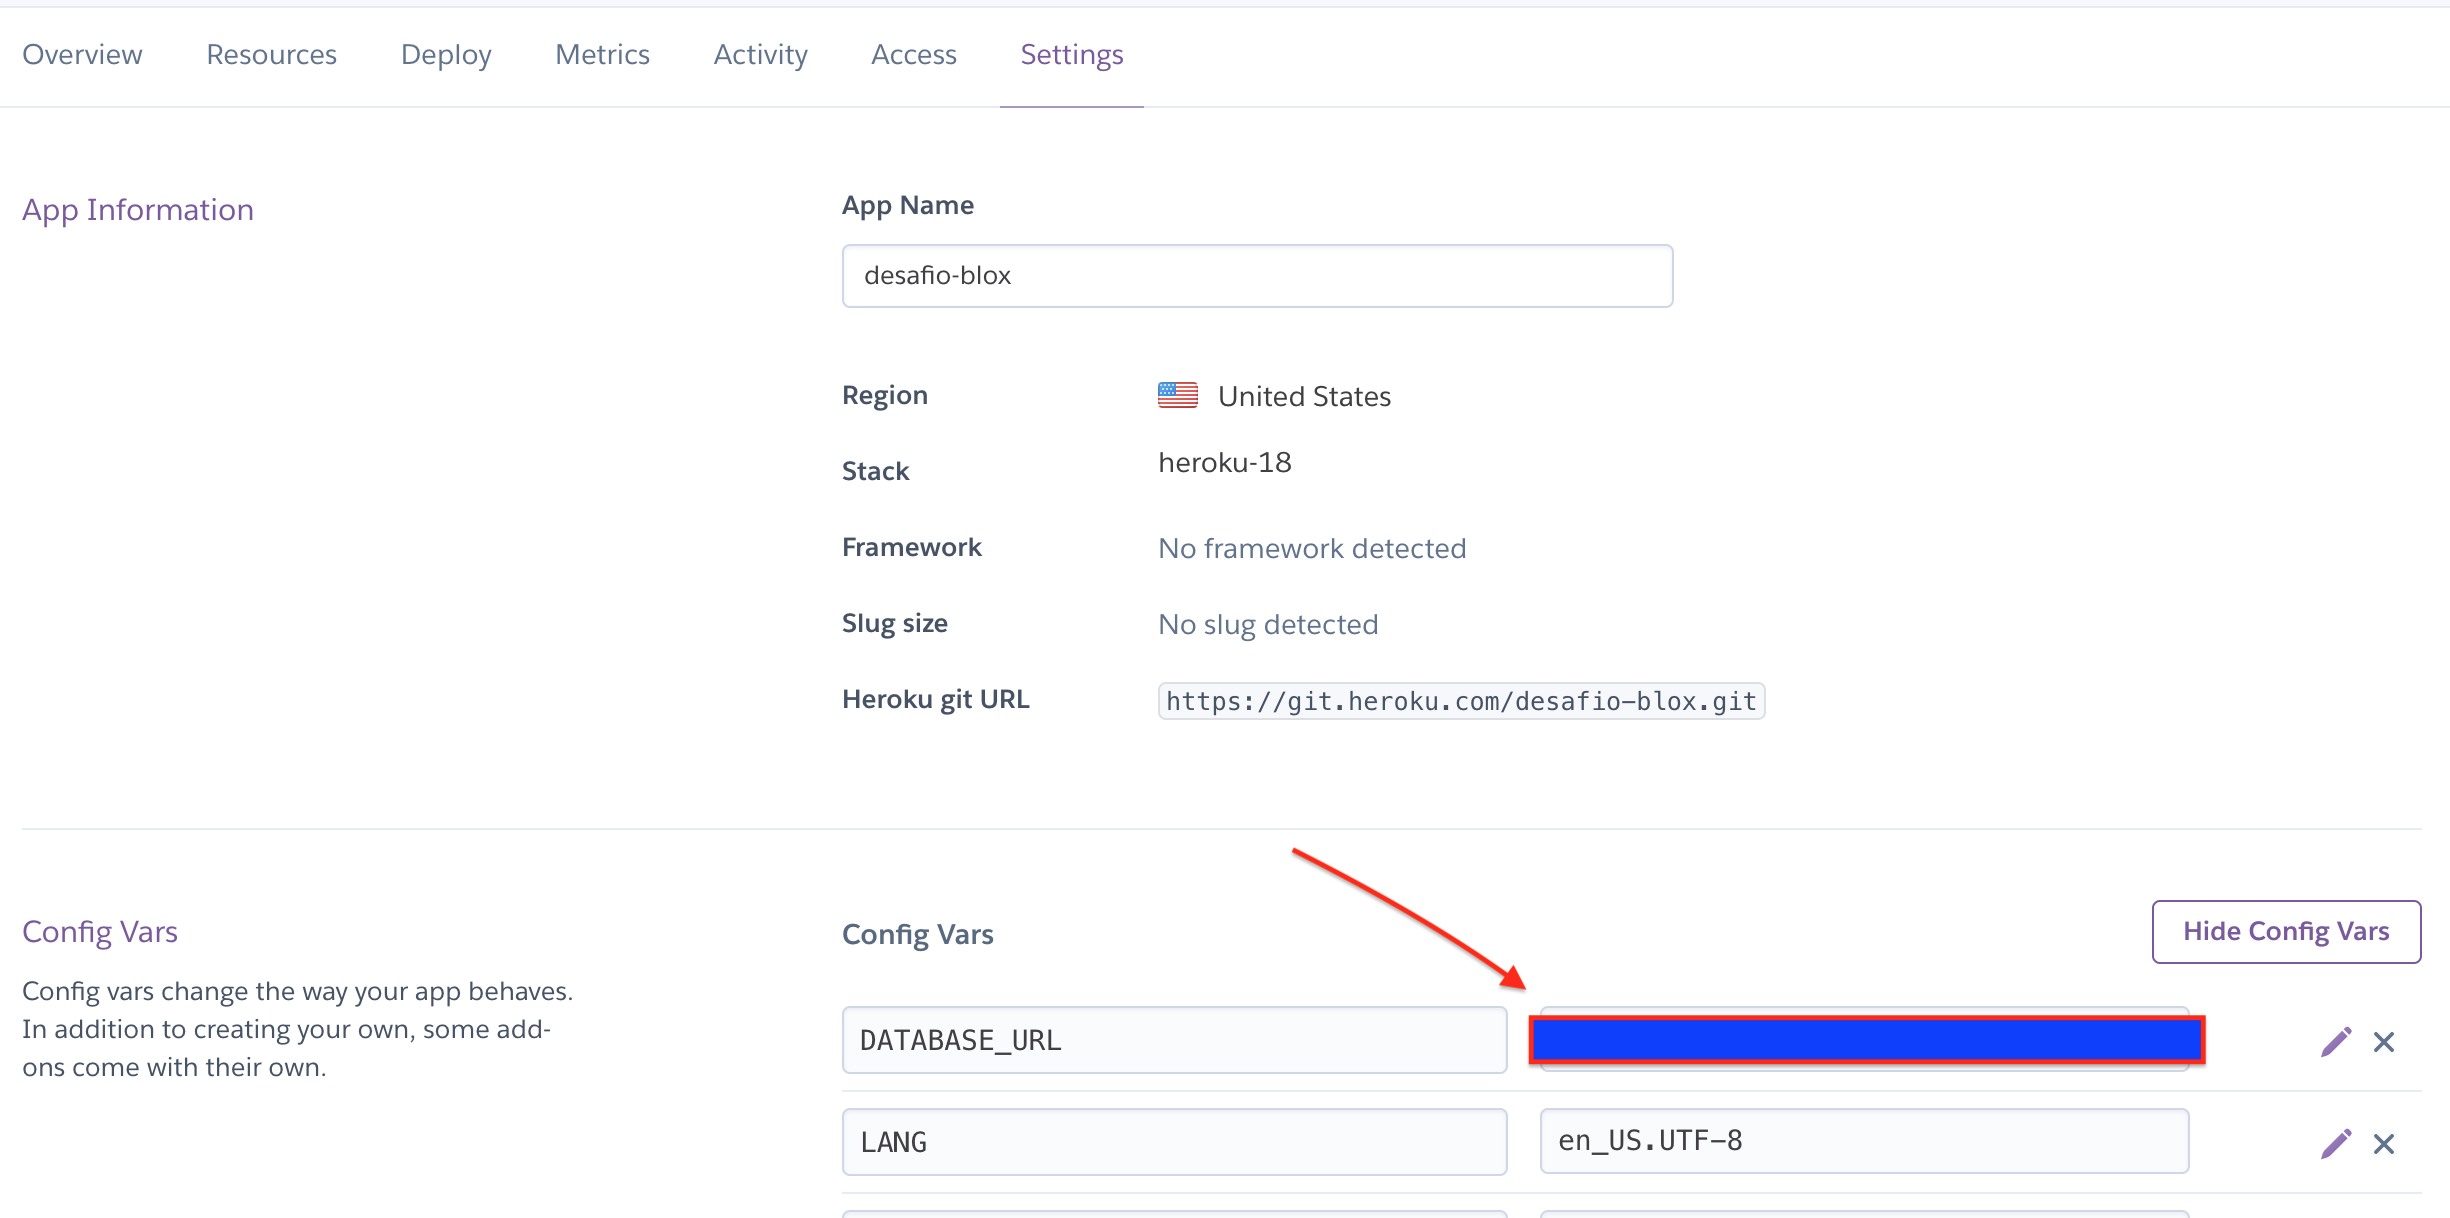 Overview Resources Deploy Metrics Activity Access Settings
App Information
App Name
desafio-blox
Region United States
Stack heroku-18
Framework No framework detected
Slug size No slug detected
Heroku git URL https://git.heroku.com/desafio-blox.git
Config Vars
Config vars change the way your app behaves.
In addition to creating your own, some add-
ons come with their own.
Config Vars Hide Config Vars
DATABASE_URL
LANG en_US.UTF-8